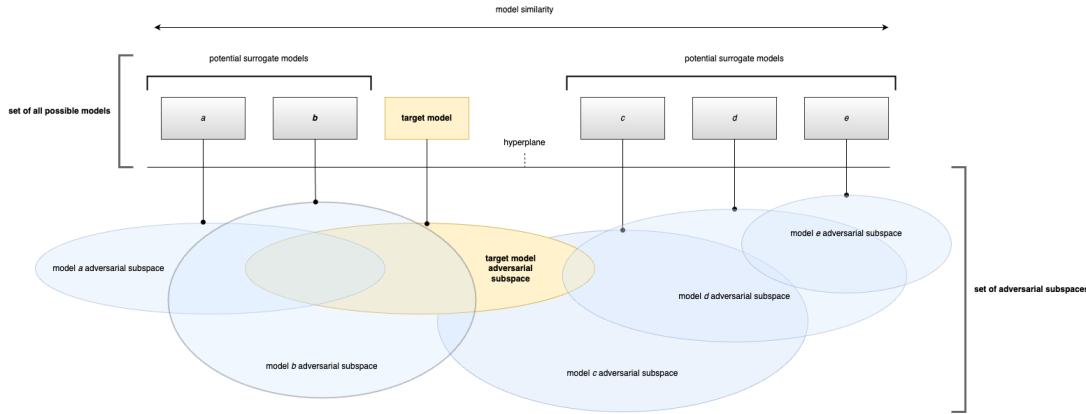 model similarity
potential surrogate models
potential surrogate models
set of all possible models
a
b
target model
c
d
e
hyperplane
model e adversarial subspace
model a adversarial subspace
target model
adversarial
subspace
set of adversarial subspaces
model d adversarial subspace
model b adversarial subspace
model c adversarial subspace